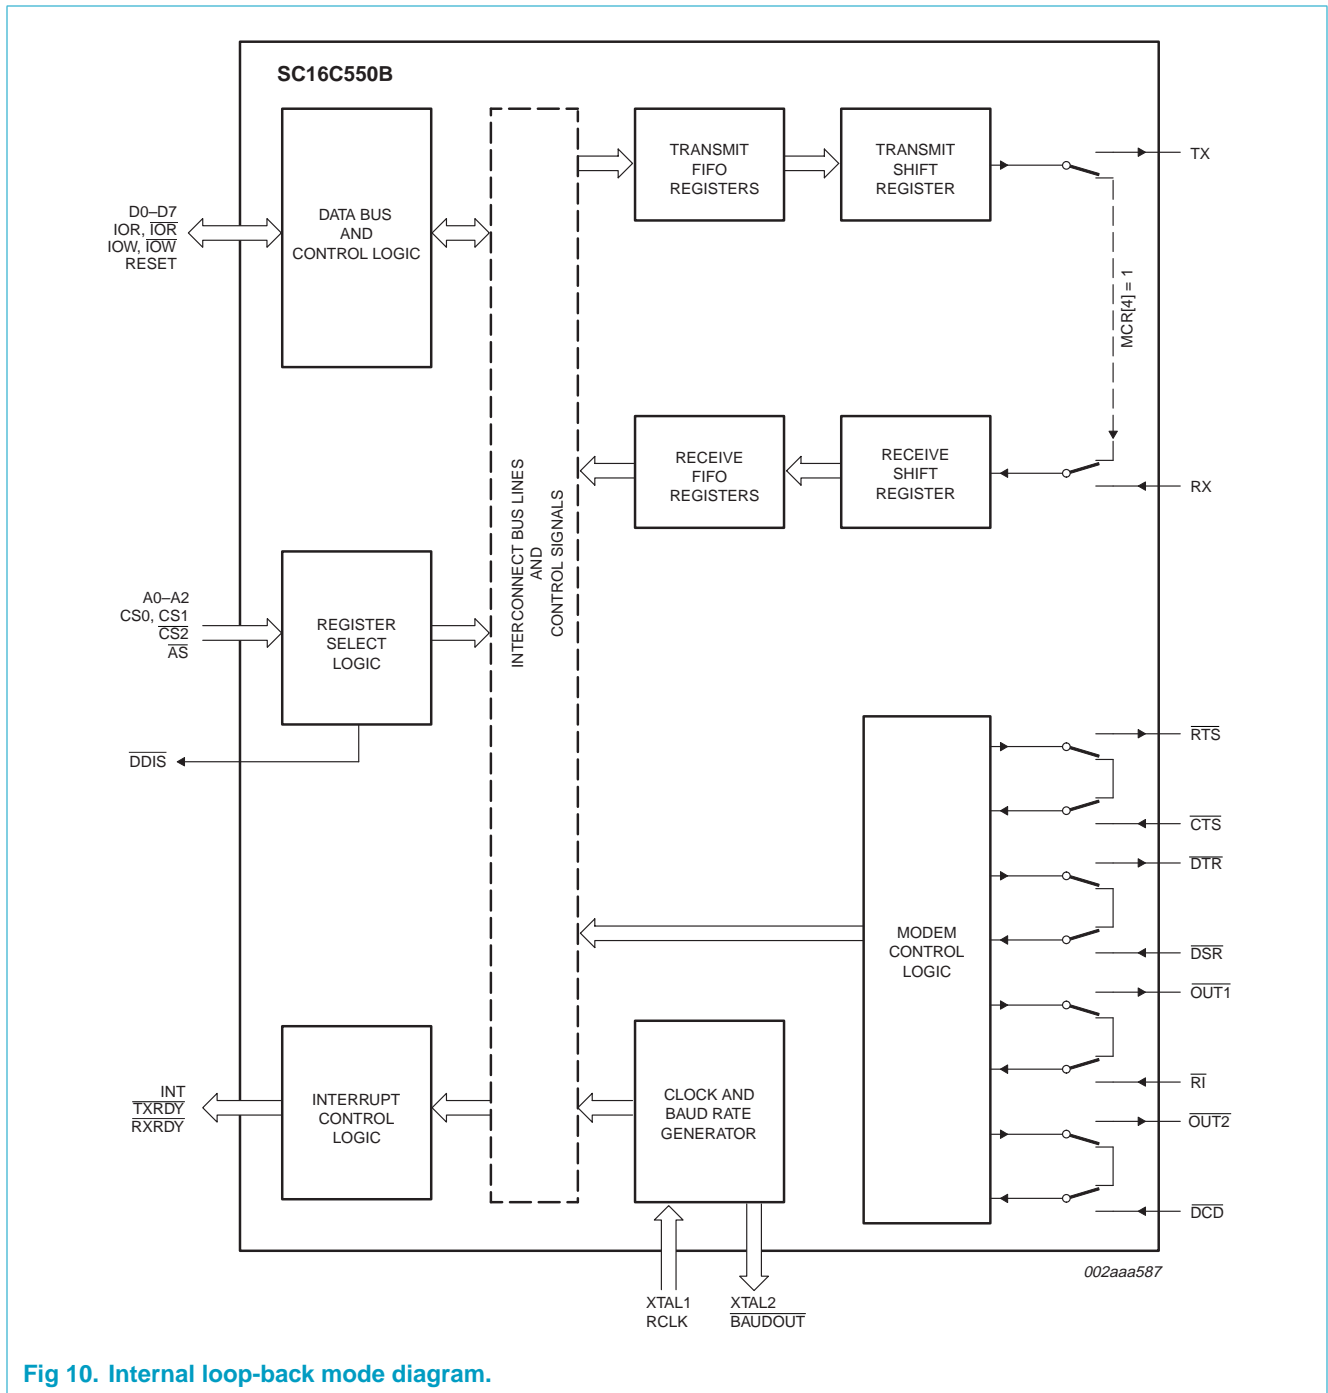 SC16C550B
D0–D7
IOR, IOR
IOW, IOW
RESET
DATA BUS
AND
CONTROL LOGIC
TRANSMIT
FIFO
REGISTERS
TRANSMIT
SHIFT
REGISTER
TX
MCR[4] = 1
RECEIVE
FIFO
REGISTERS
RECEIVE
SHIFT
REGISTER
RX
INTERCONNECT BUS LINES
AND
CONTROL SIGNALS
A0–A2
CS0, CS1
CS2
AS
REGISTER
SELECT
LOGIC
DDIS
RTS
CTS
DTR
DSR
OUT1
RI
OUT2
DCD
MODEM
CONTROL
LOGIC
INT
TXRDY
RXRDY
INTERRUPT
CONTROL
LOGIC
CLOCK AND
BAUD RATE
GENERATOR
XTAL1
RCLK
XTAL2
BAUDOUT
002aaa587
Fig 10. Internal loop-back mode diagram.